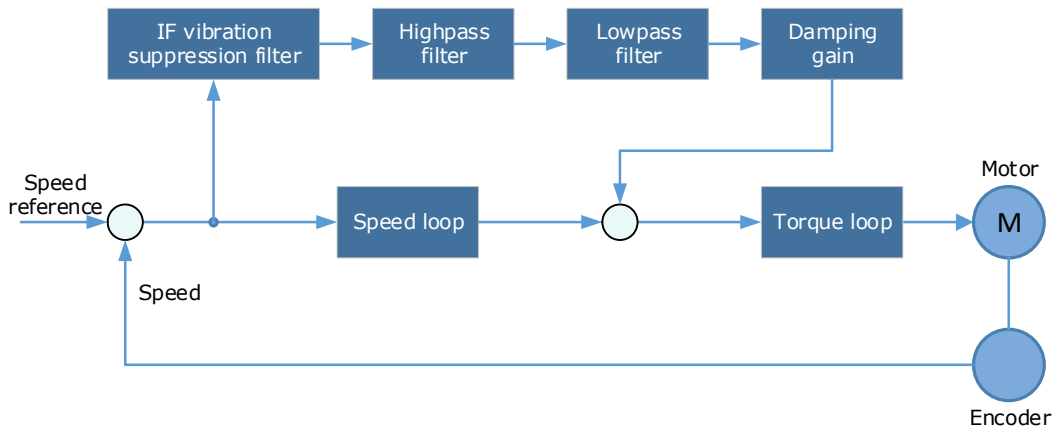 IF vibration
suppression filter
Highpass
filter
Lowpass
filter
Damping
gain
Speed
reference
Speed loop
Torque loop
Motor
M
Speed
Encoder